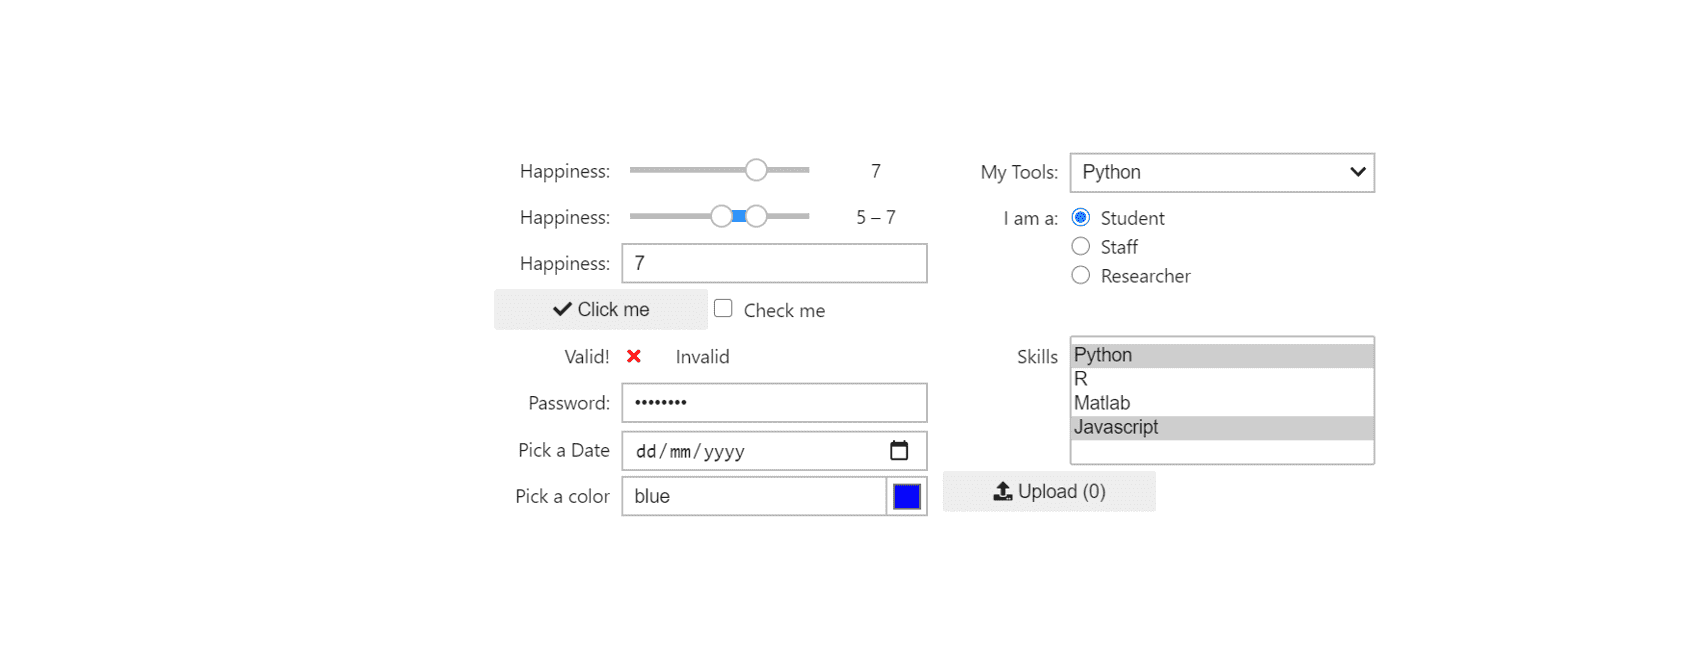 Happiness: 7
Happiness: 5 – 7
Happiness: 7
Click me Check me
Valid! Invalid
Password: ••••••••
Pick a Date dd/mm/yyyy
Pick a color blue
My Tools: Python
I am a: Student
Staff
Researcher
Skills Python
R
Matlab
Javascript
Upload (0)